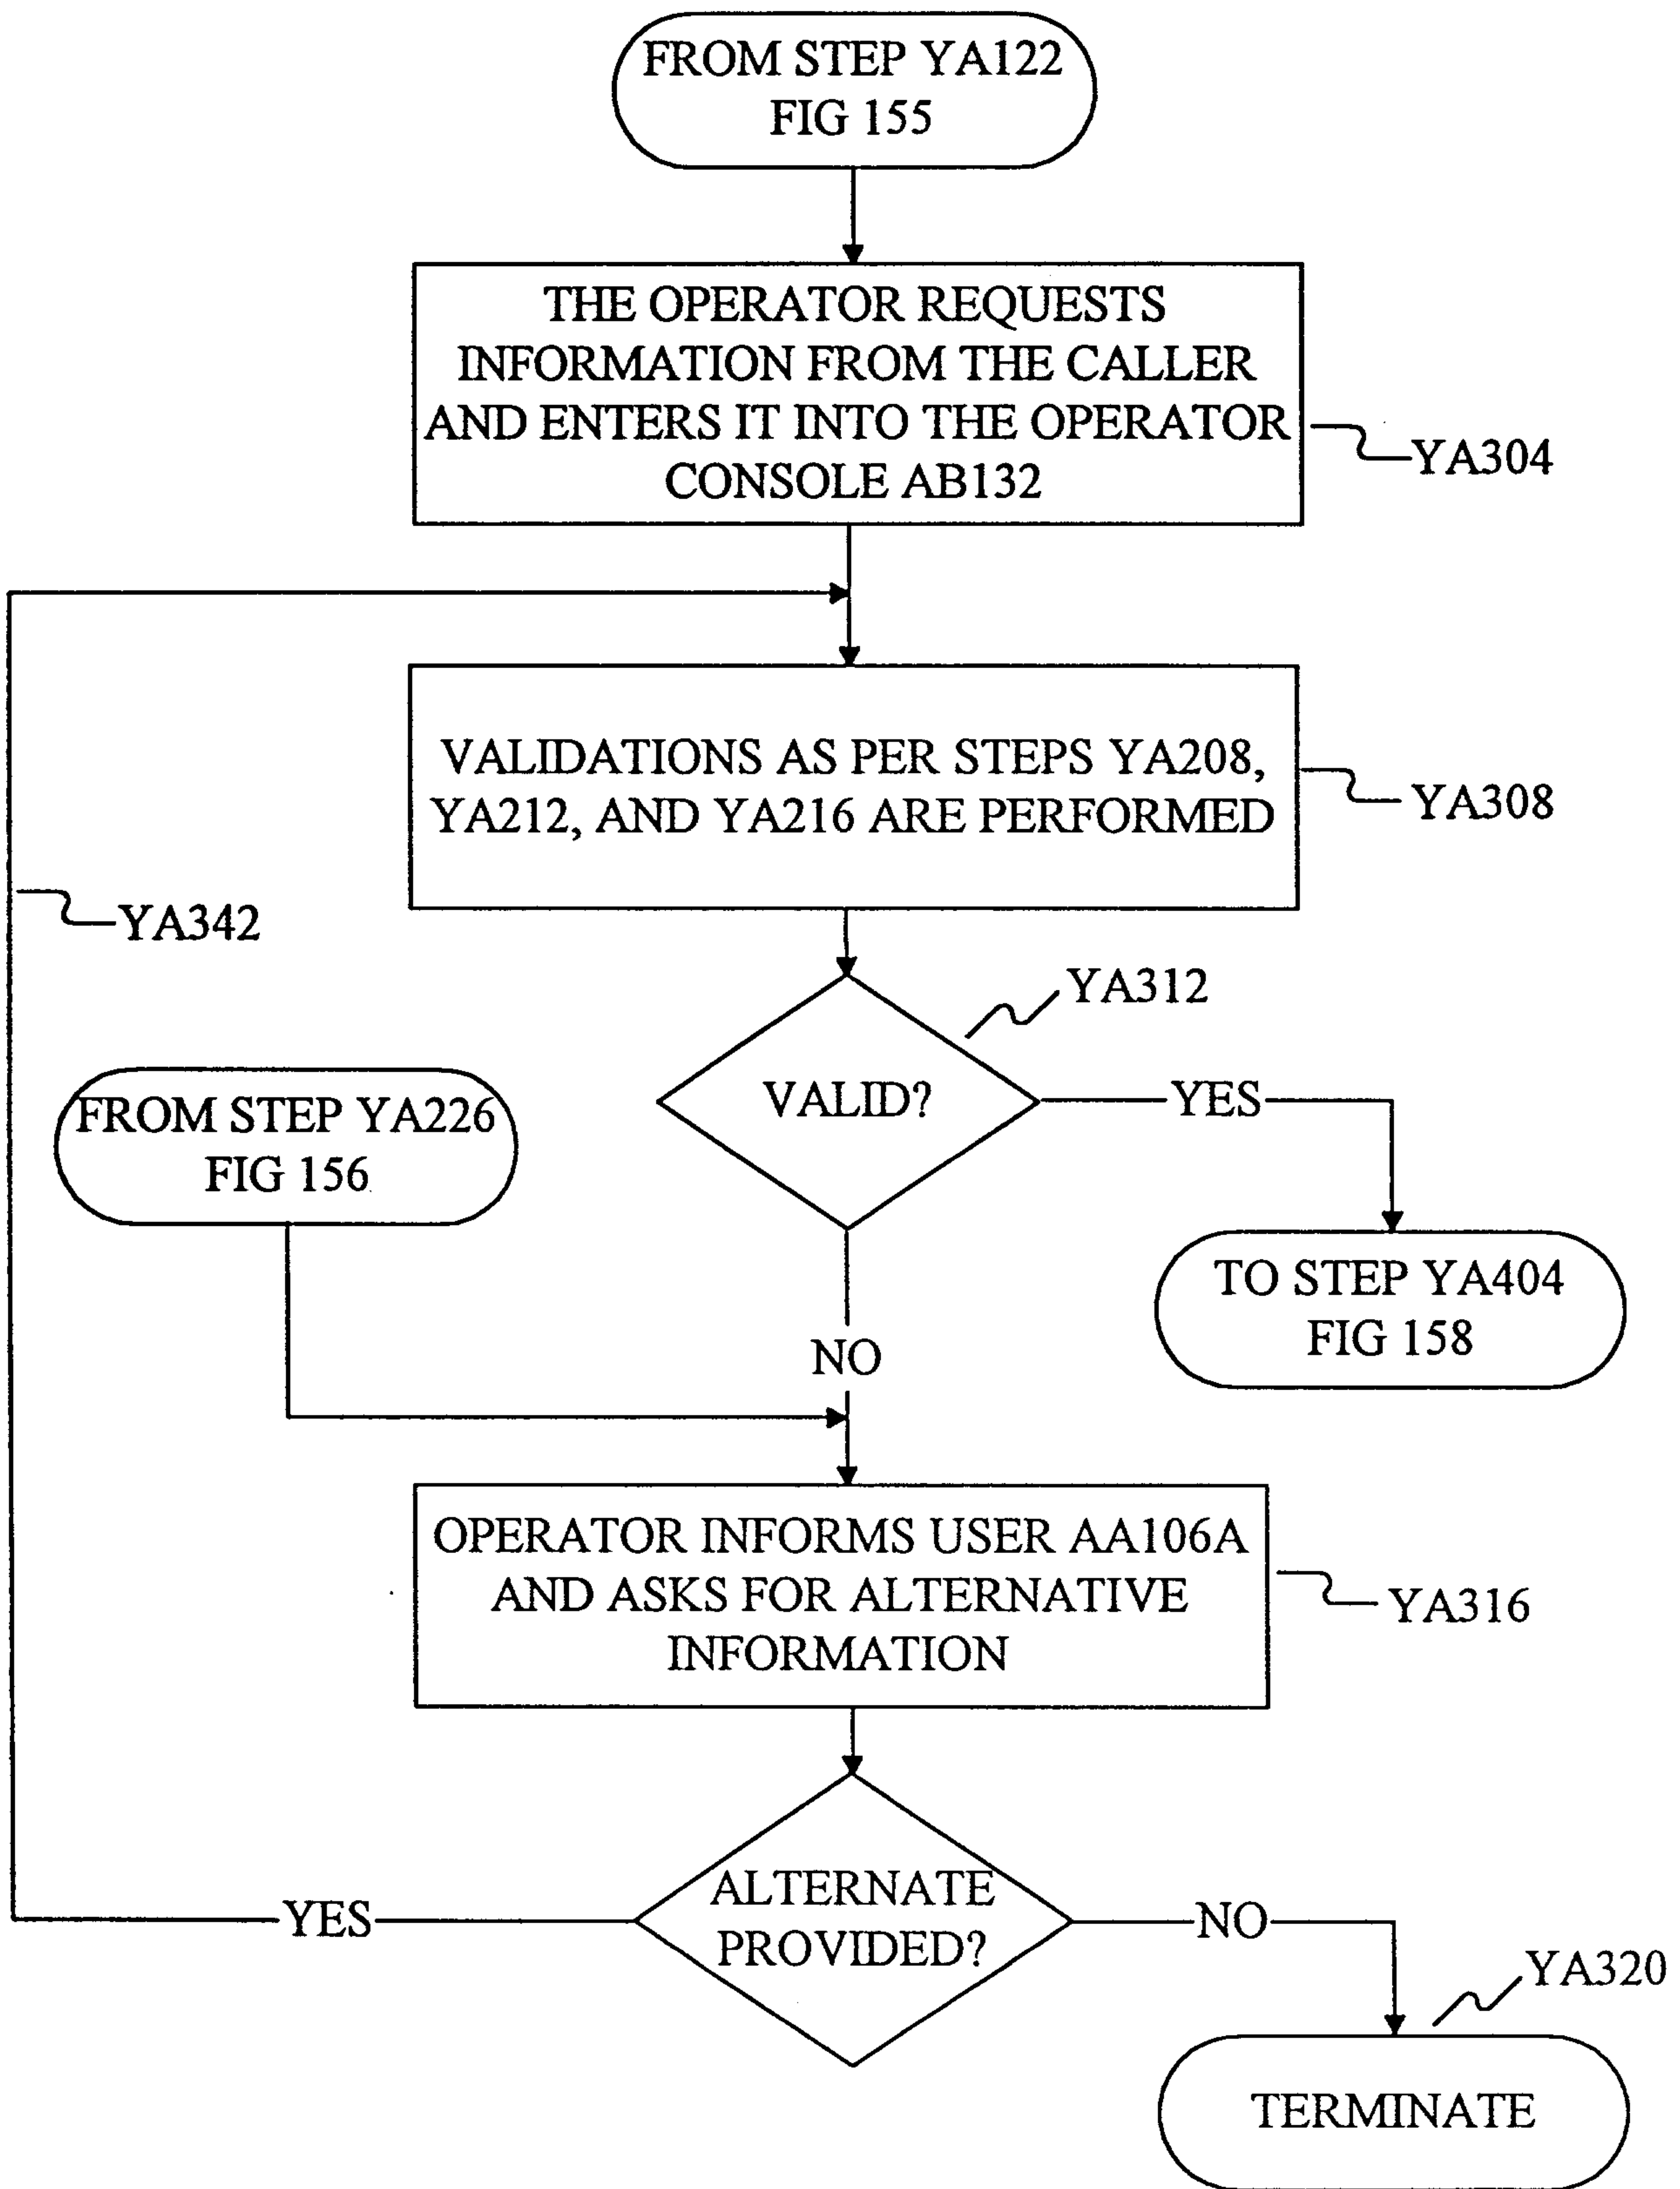 FROM STEP YA122
FIG 155
THE OPERATOR REQUESTS
INFORMATION FROM THE CALLER
AND ENTERS IT INTO THE OPERATOR
CONSOLE AB132
YA304
VALIDATIONS AS PER STEPS YA208,
YA212, AND YA216 ARE PERFORMED
YA308
YA342
YA312
VALID?
YES
FROM STEP YA226
FIG 156
TO STEP YA404
FIG 158
NO
OPERATOR INFORMS USER AA106A
AND ASKS FOR ALTERNATIVE
INFORMATION
YA316
ALTERNATE
PROVIDED?
YES
NO
YA320
TERMINATE